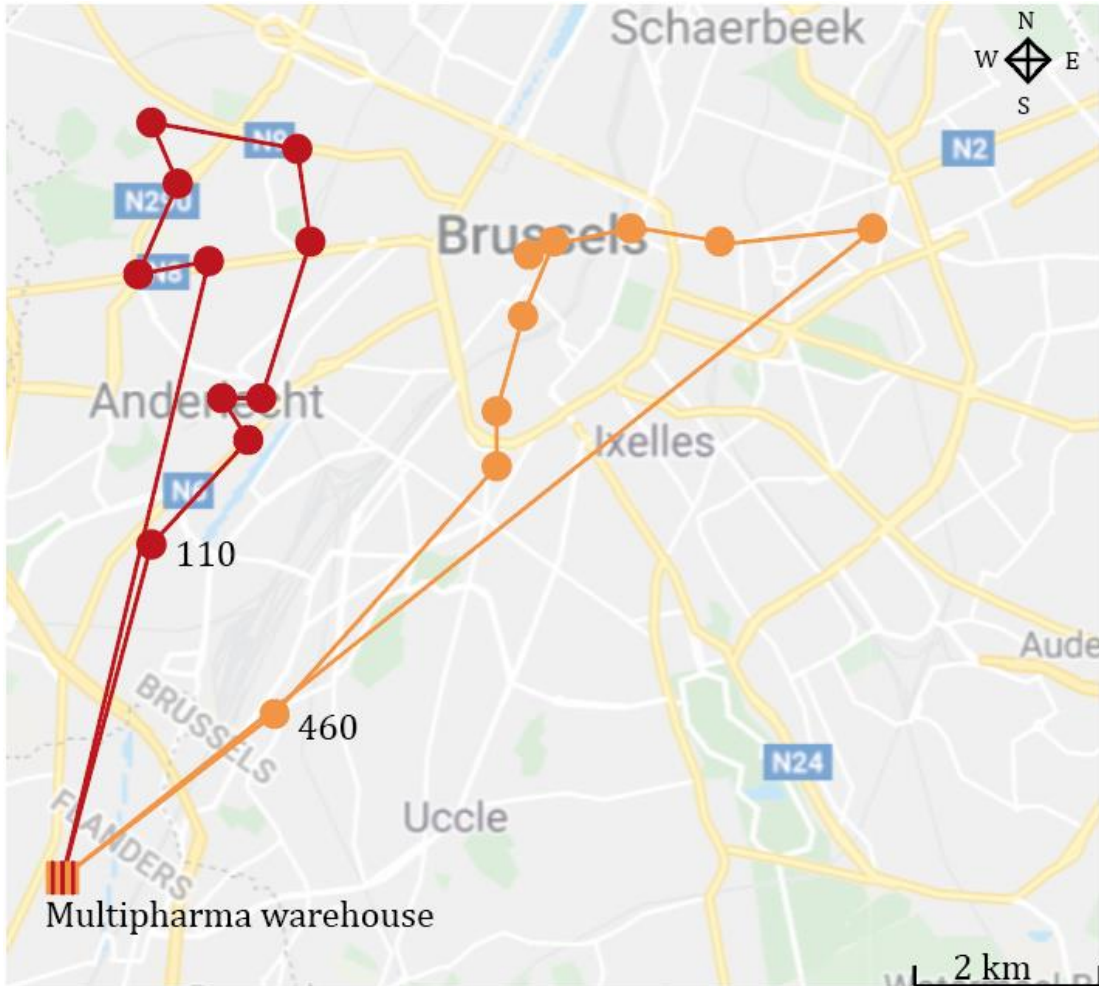 Schaerbeek
N
W E
S
N9
N2
N290
Brussels
N8
Anderlecht
Ixelles
N6
110
Aude
BRUSSELS
460
N24
FLANDERS
Uccle
Multipharma warehouse
2 km